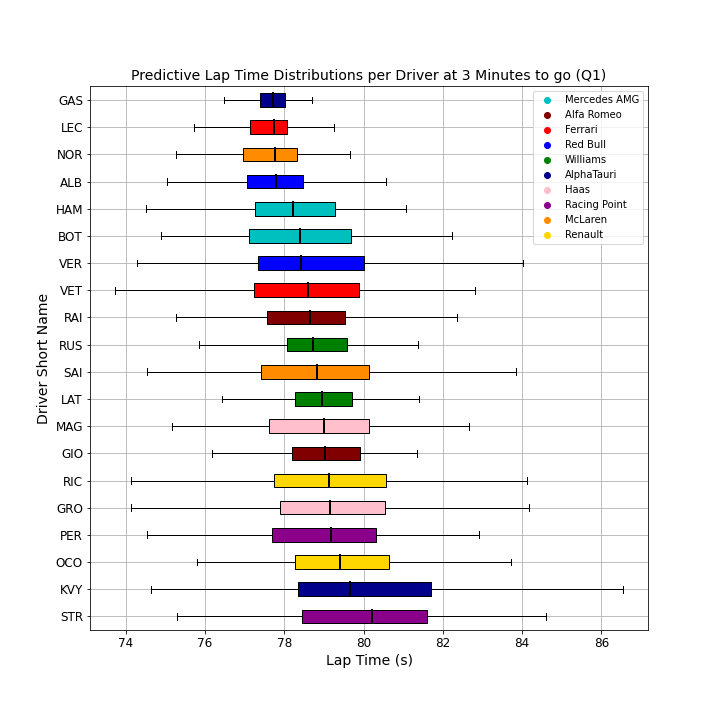 Predictive Lap Time Distributions per Driver at 3 Minutes to go (Q1)
GAS
LEC
NOR
ALB
HAM
BOT
VER
VET
RAI
RUS
SAI
LAT
MAG
GIO
RIC
GRO
PER
OCO
KVY
STR
Driver Short Name
Mercedes AMG
Alfa Romeo
Ferrari
Red Bull
Williams
AlphaTauri
Haas
Racing Point
McLaren
Renault
74 76 78 80 82 84 86
Lap Time (s)